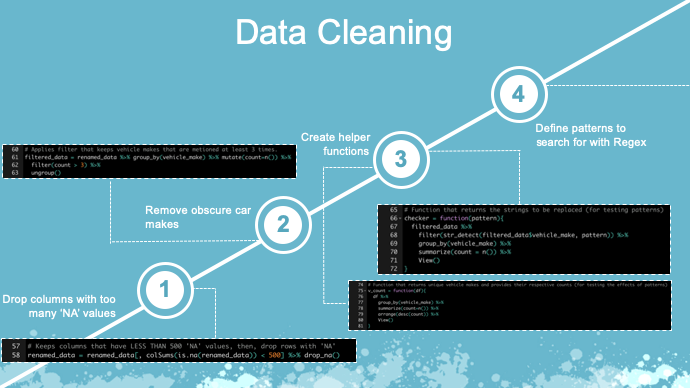 Data Cleaning
4
Define patterns to
search for with Regex
Create helper
functions
3
60 # Applies filter that keeps vehicle makes that are metioned at least 3 times.
61 filtered_data = renamed_data %>% group_by(vehicle_make) %>% mutate(count=n()) %>%
62 filter(count > 3) %>%
63 ungroup()
Remove obscure car
makes
2
65 # Function that returns the strings to be replaced (for testing patterns)
66 checker = function(pattern){
67 filtered_data %>%
68 filter(str_detect(filtered_data$vehicle_make, pattern)) %>%
69 group_by(vehicle_make) %>%
70 summarize(count = n()) %>%
71 View()
72 }
1
Drop columns with too
many 'NA' values
74 # Function that returns unique vehicle makes and provides their respective counts (for testing the effects of patterns)
75 v_count = function(df){
76 df %>%
77 group_by(vehicle_make) %>%
78 summarize(count=n()) %>%
79 arrange(desc(count)) %>%
80 View()
81 }
57 # Keeps columns that have LESS THAN 500 'NA' values, then, drop rows with 'NA'
58 renamed_data = renamed_data[, colSums(is.na(renamed_data)) < 500] %>% drop_na()